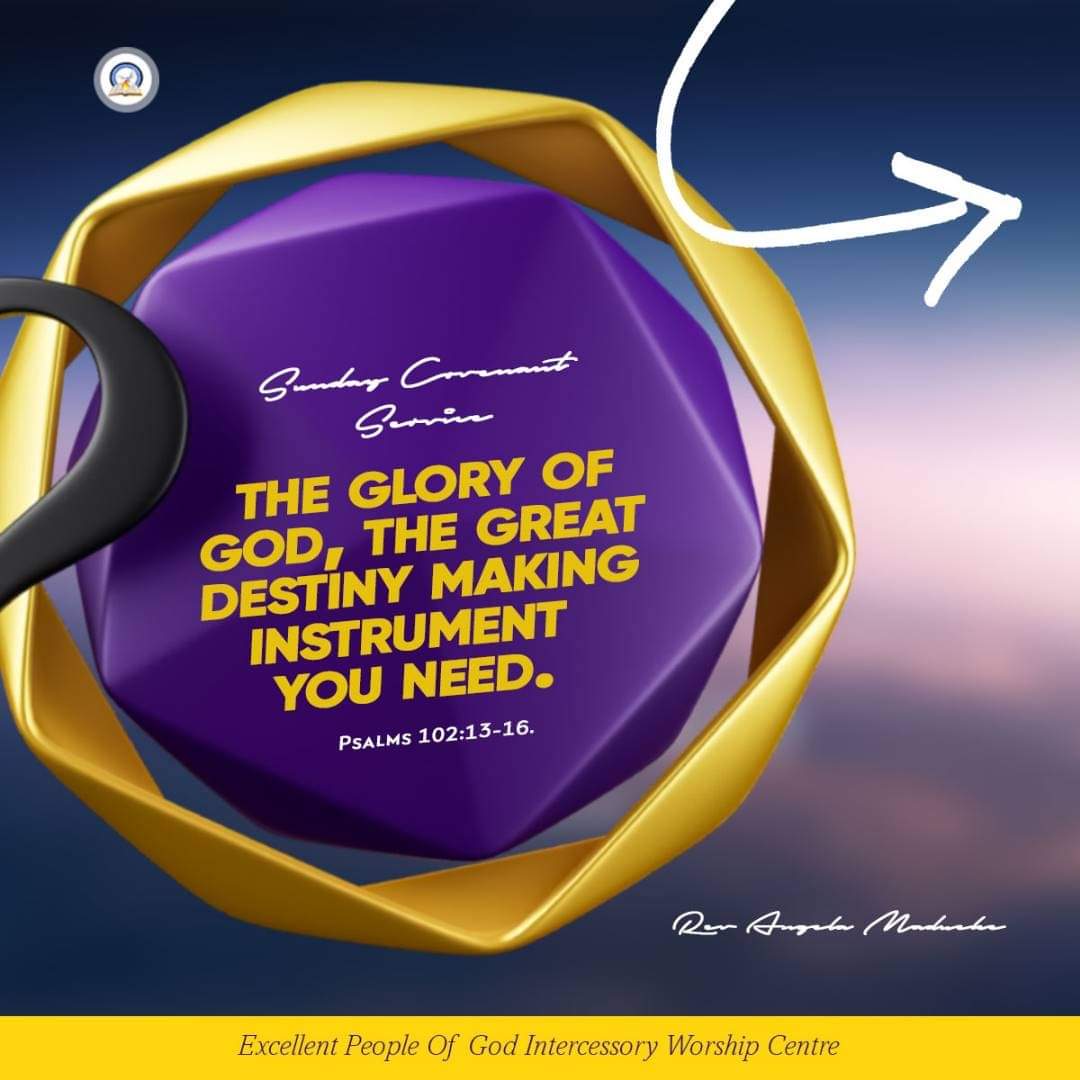 Sunday Covenant
Service
THE GLORY OF
GOD, THE GREAT
DESTINY MAKING
INSTRUMENT
YOU NEED.
PSALMS 102:13-16.
Rev Angela Madueke
Excellent People Of God Intercessory Worship Centre